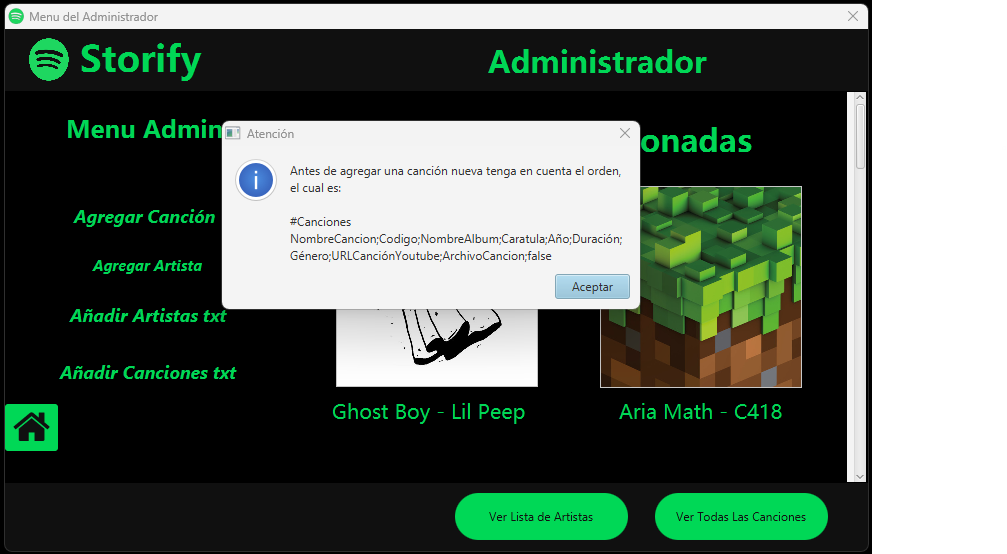 Menu del Administrador
Storify
Administrador
Menu Admin
onadas
Atención
Antes de agregar una canción nueva tenga en cuenta el orden,
el cual es:
#Canciones
NombreCancion;Codigo;NombreAlbum;Caratula;Año;Duración;
Género;URLCanciónYoutube;ArchivoCancion;false
Aceptar
Agregar Canción
Agregar Artista
Añadir Artistas txt
Añadir Canciones txt
Ghost Boy - Lil Peep
Aria Math - C418
Ver Lista de Artistas
Ver Todas Las Canciones